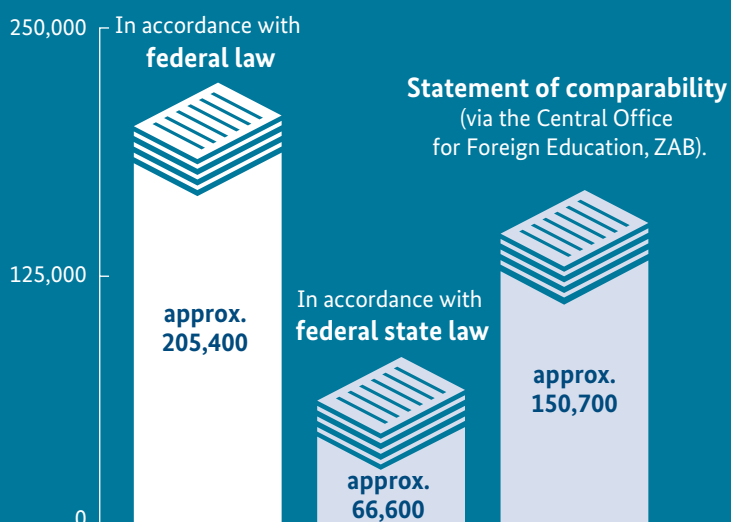 250,000
In accordance with
federal law
Statement of comparability
(via the Central Office
for Foreign Education, ZAB).
125,000
approx.
205,400
In accordance with
federal state law
approx.
150,700
approx.
66,600
0